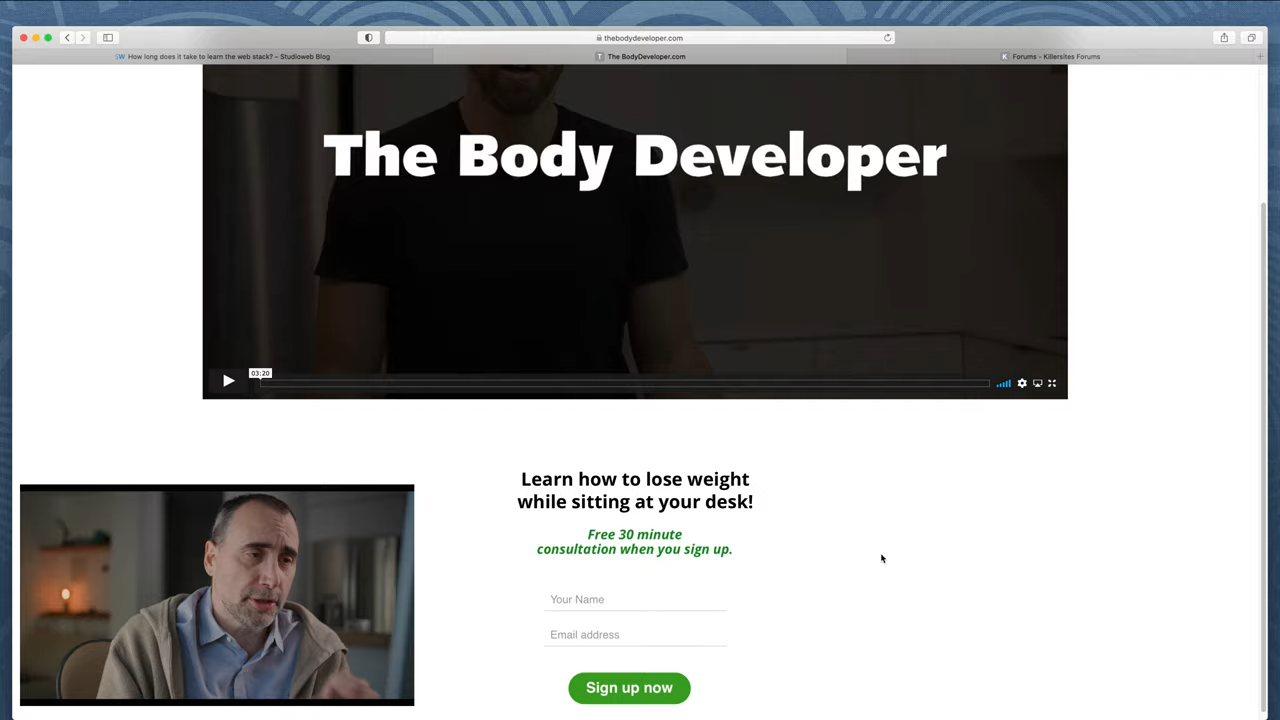 thebodydeveloper.com
SW How long does it take to learn the web stack? – Studioweb Blog
T The BodyDeveloper.com
K Forums - Killersites Forums
The Body Developer
03:20
Learn how to lose weight
while sitting at your desk!
Free 30 minute
consultation when you sign up.
Your Name
Email address
Sign up now